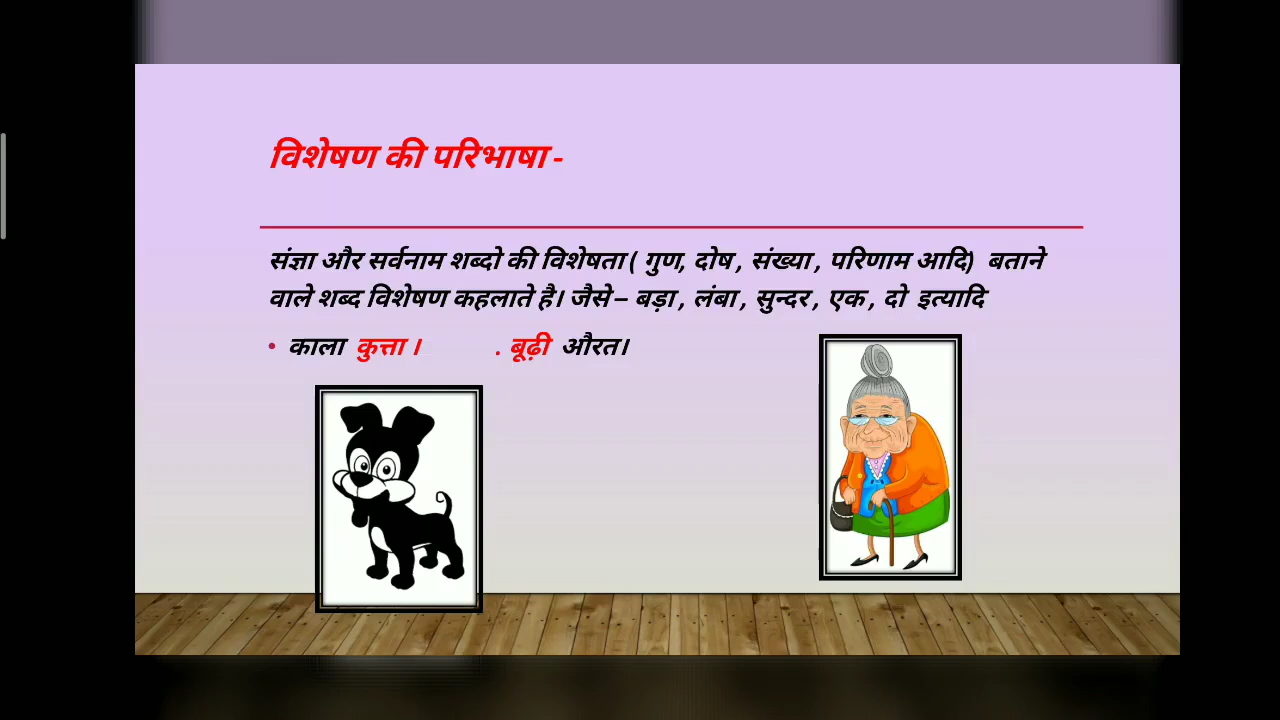 विशेषण की परिभाषा -
संज्ञा और सर्वनाम शब्दो की विशेषता ( गुण, दोष , संख्या , परिणाम आदि) बताने
वाले शब्द विशेषण कहलाते है। जैसे – बड़ा , लंबा , सुन्दर , एक , दो इत्यादि
• काला कुत्ता । . बूढ़ी औरत।